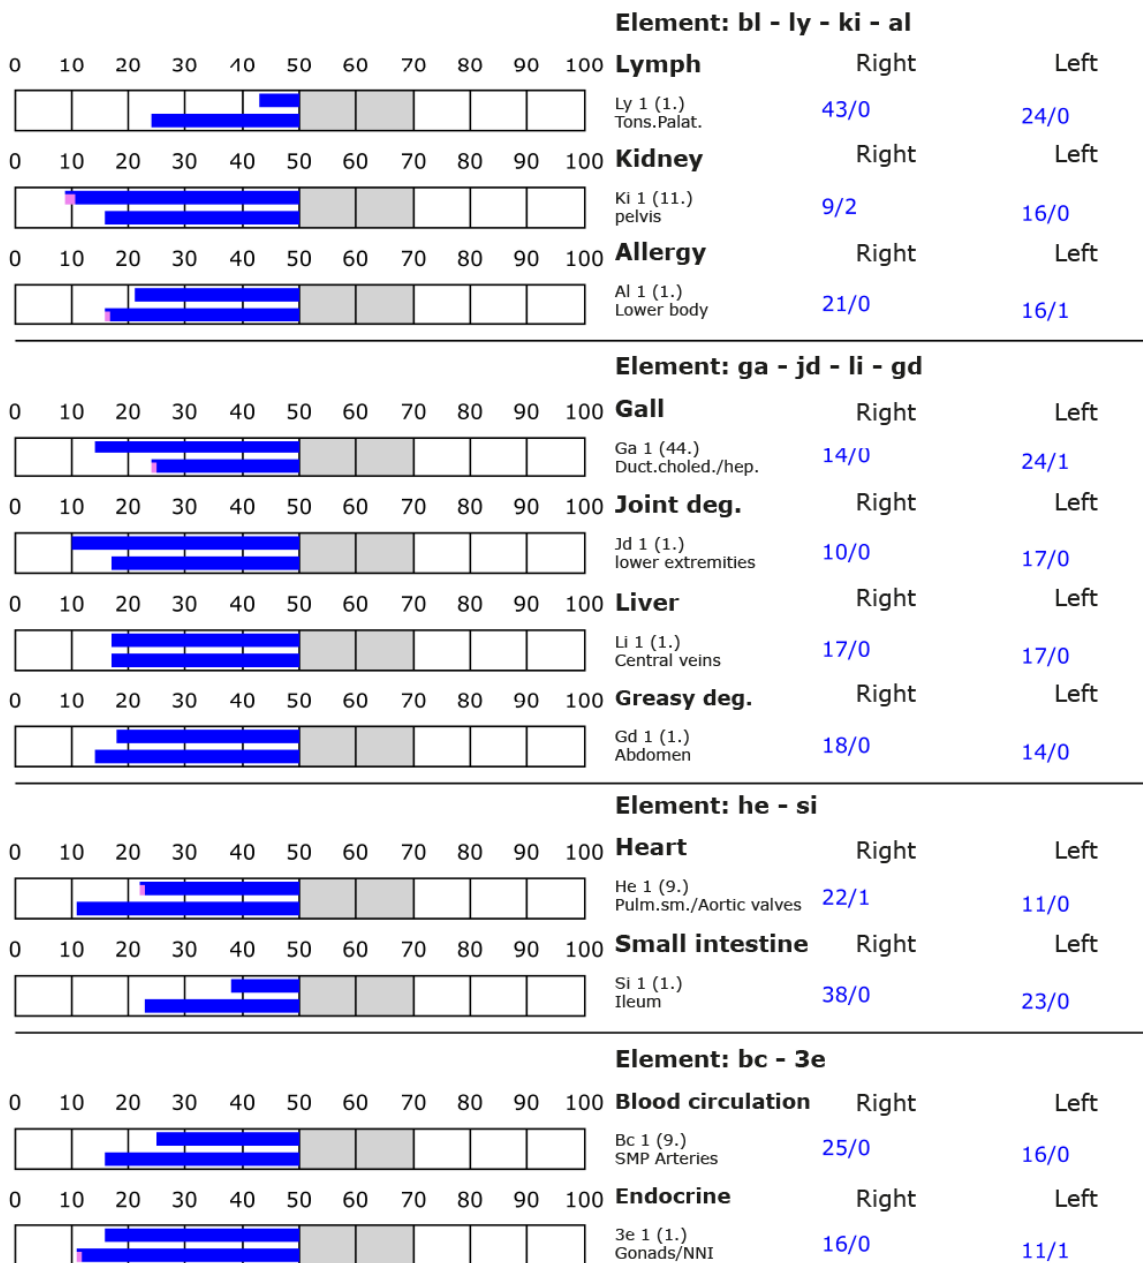 Element: bl - ly - ki - al
0 10 20 30 40 50 60 70 80 90 100 Lymph Right Left
Ly 1 (1.) 43/0 24/0
Tons.Palat.
0 10 20 30 40 50 60 70 80 90 100 Kidney Right Left
Ki 1 (11.) 9/2 16/0
pelvis
0 10 20 30 40 50 60 70 80 90 100 Allergy Right Left
Al 1 (1.) 21/0 16/1
Lower body
Element: ga - jd - li - gd
0 10 20 30 40 50 60 70 80 90 100 Gall Right Left
Ga 1 (44.) 14/0 24/1
Duct.choled./hep.
0 10 20 30 40 50 60 70 80 90 100 Joint deg. Right Left
Jd 1 (1.) 10/0 17/0
lower extremities
0 10 20 30 40 50 60 70 80 90 100 Liver Right Left
Li 1 (1.) 17/0 17/0
Central veins
0 10 20 30 40 50 60 70 80 90 100 Greasy deg. Right Left
Gd 1 (1.) 18/0 14/0
Abdomen
Element: he - si
0 10 20 30 40 50 60 70 80 90 100 Heart Right Left
He 1 (9.) 22/1 11/0
Pulm.sm./Aortic valves
0 10 20 30 40 50 60 70 80 90 100 Small intestine Right Left
Si 1 (1.) 38/0 23/0
Ileum
Element: bc - 3e
0 10 20 30 40 50 60 70 80 90 100 Blood circulation Right Left
Bc 1 (9.) 25/0 16/0
SMP Arteries
0 10 20 30 40 50 60 70 80 90 100 Endocrine Right Left
3e 1 (1.) 16/0 11/1
Gonads/NNI